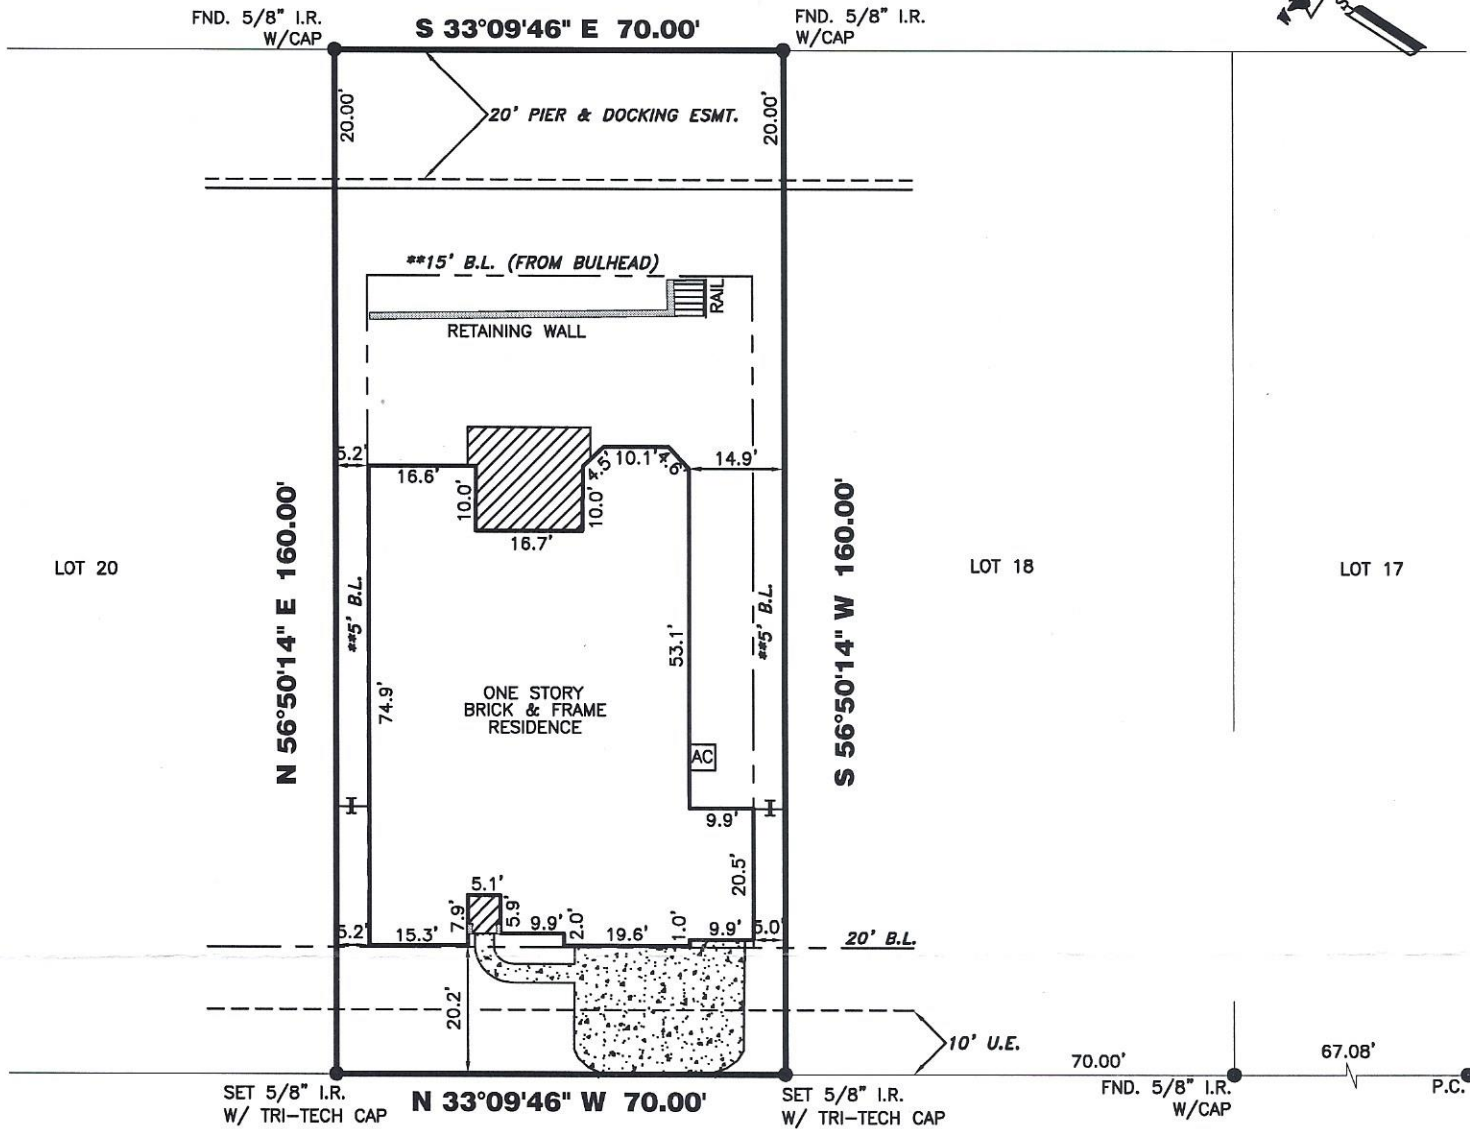 FND. 5/8" I.R.
W/CAP
S 33°09'46" E 70.00'
FND. 5/8" I.R.
W/CAP
20.00'
20' PIER & DOCKING ESMT.
20.00'
**15' B.L. (FROM BULHEAD)
RAIL
RETAINING WALL
5.2'
16.6'
10.0'
16.7'
10.0'
4.5'
10.1'
4.6'
14.9'
N 56°50'14" E 160.00'
S 56°50'14" W 160.00'
LOT 20
LOT 18
LOT 17
**5' B.L.
**5' B.L.
74.9'
53.1'
ONE STORY
BRICK & FRAME
RESIDENCE
AC
9.9'
20.5'
5.1'
7.9'
5.9'
9.9'
2.0'
19.6'
1.0'
9.9'
5.0'
5.2'
15.3'
20' B.L.
20.2'
10' U.E.
70.00'
67.08'
SET 5/8" I.R.
W/ TRI-TECH CAP
N 33°09'46" W 70.00'
SET 5/8" I.R.
W/ TRI-TECH CAP
FND. 5/8" I.R.
W/CAP
P.C.